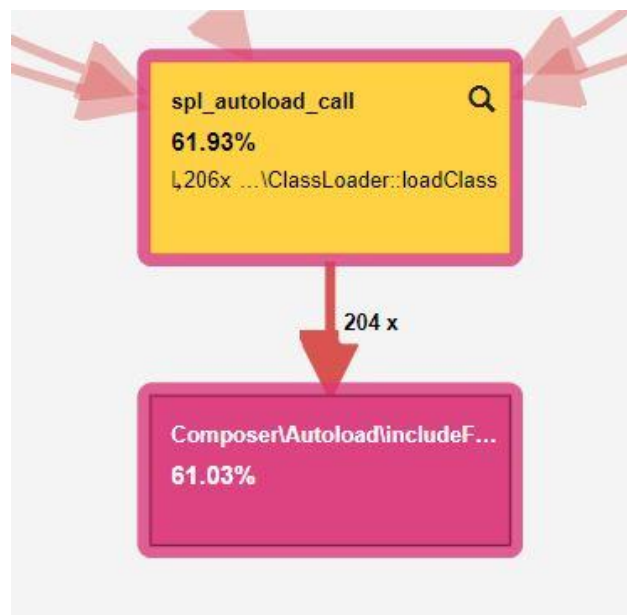 spl_autoload_call
61.93%
↳206x …\ClassLoader::loadClass
204 x
Composer\Autoload\includeF…
61.03%